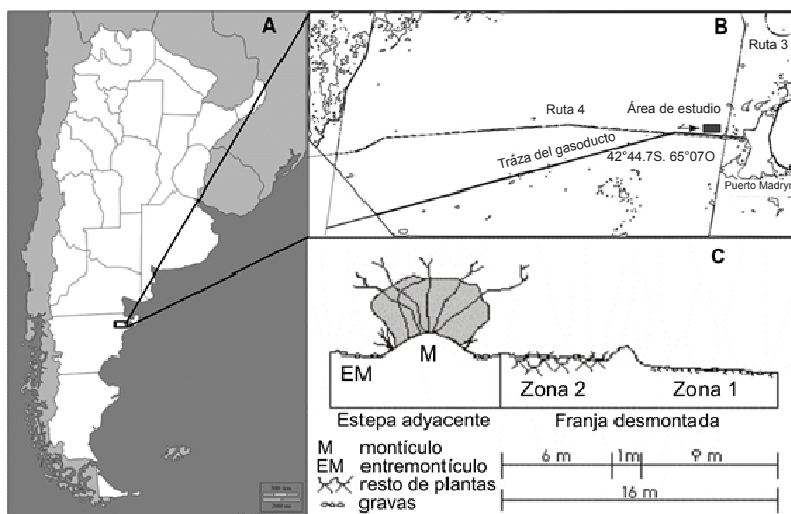 A
B
Ruta 3
Ruta 4
Área de estudio
Tráza del gasoducto
42°44.7S. 65°07O
Puerto Madryn
C
M
EM
Zona 2
Zona 1
Estepa adyacente
Franja desmontada
M montículo
EM entremontículo
resto de plantas
gravas
6 m
1m
9 m
16 m